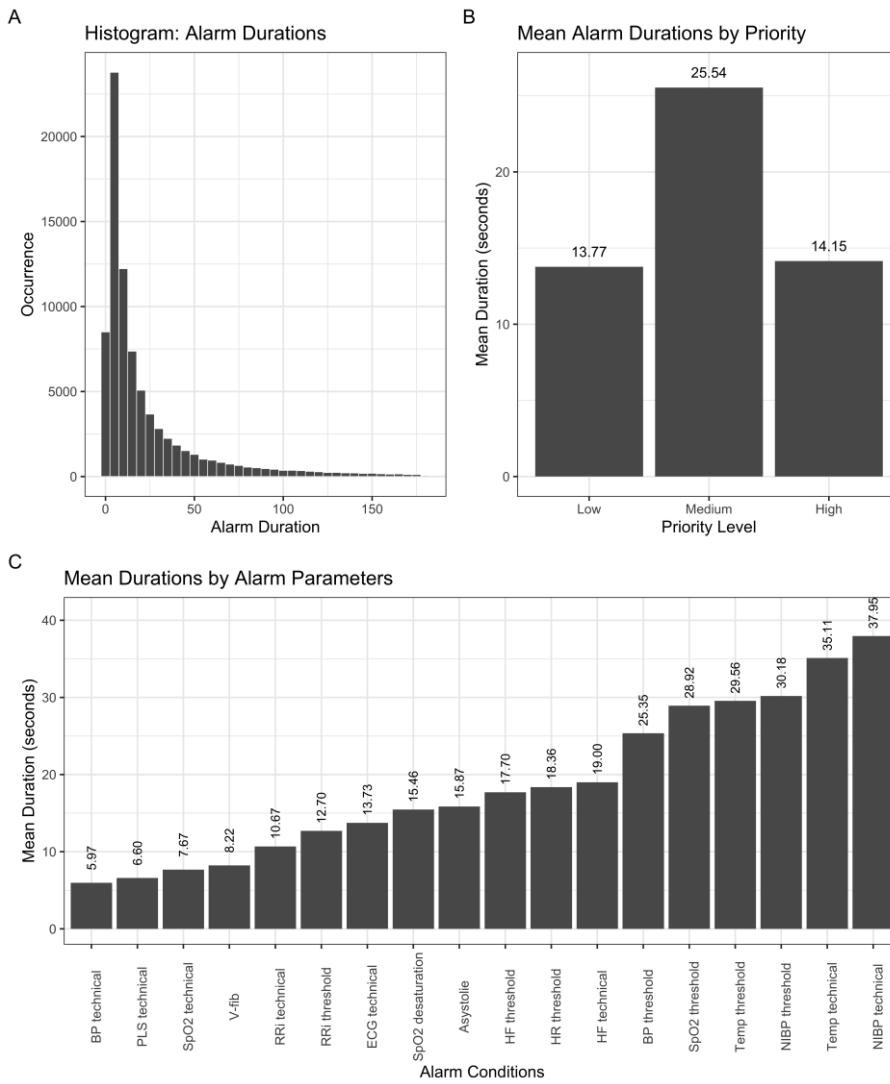 A
Histogram: Alarm Durations
20000
15000
10000
5000
0
Occurrence
0 50 100 150
Alarm Duration
B
Mean Alarm Durations by Priority
25.54
13.77
14.15
20
10
0
Mean Duration (seconds)
Low Medium High
Priority Level
C
Mean Durations by Alarm Parameters
40
30
20
10
0
Mean Duration (seconds)
5.97
6.60
7.67
8.22
10.67
12.70
13.73
15.46
15.87
17.70
18.36
19.00
25.35
28.92
29.56
30.18
35.11
37.95
BP technical
PLS technical
SpO2 technical
V-fib
RRi technical
RRi threshold
ECG technical
SpO2 desaturation
Asystolie
HF threshold
HR threshold
HF technical
BP threshold
SpO2 threshold
Temp threshold
NIBP threshold
Temp technical
NIBP technical
Alarm Conditions